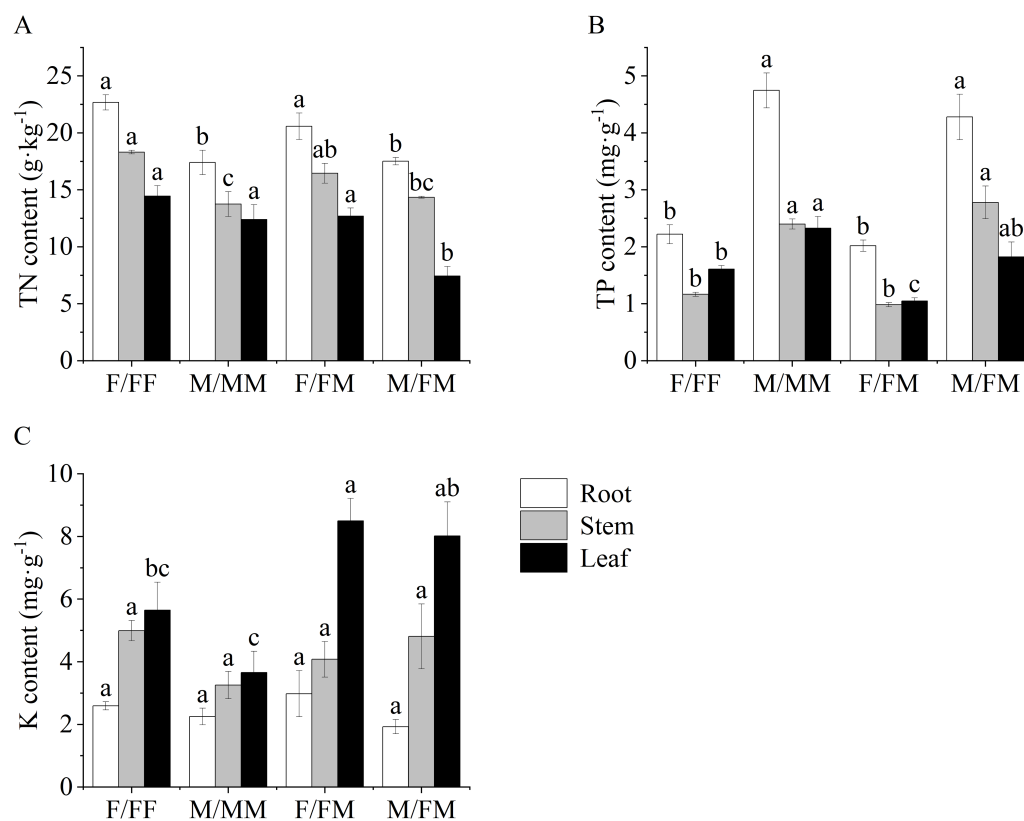 A
TN content (g·kg-1)
25
20
15
10
5
0
a
a
a
b
c
a
a
ab
a
b
bc
b
F/FF M/MM F/FM M/FM
B
TP content (mg·g-1)
5
4
3
2
1
0
b
b
b
a
a
a
b
b
c
a
a
ab
F/FF M/MM F/FM M/FM
C
K content (mg·g-1)
10
8
6
4
2
0
a
a
bc
a
a
c
a
a
a
a
a
ab
F/FF M/MM F/FM M/FM
Root
Stem
Leaf